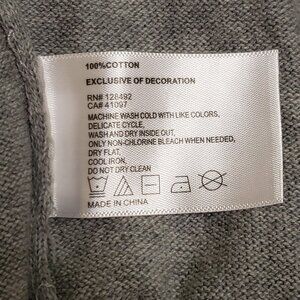 100%COTTON
EXCLUSIVE OF DECORATION
RN# 128492
CA# 41097
MACHINE WASH COLD WITH LIKE COLORS,
DELICATE CYCLE,
WASH AND DRY INSIDE OUT,
ONLY NON-CHLORINE BLEACH WHEN NEEDED,
DRY FLAT,
COOL IRON,
DO NOT DRY CLEAN
MADE IN CHINA